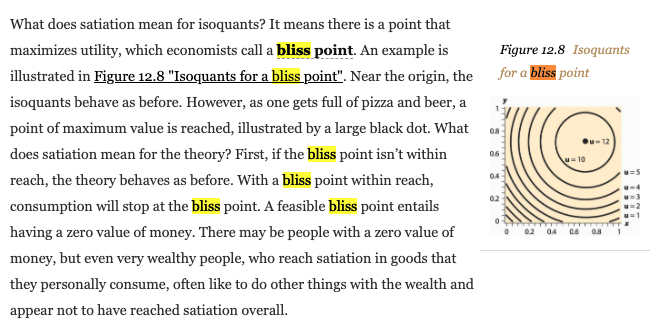 What does satiation mean for isoquants? It means there is a point that
maximizes utility, which economists call a bliss point. An example is
illustrated in Figure 12.8 "Isoquants for a bliss point". Near the origin, the
isoquants behave as before. However, as one gets full of pizza and beer, a
point of maximum value is reached, illustrated by a large black dot. What
does satiation mean for the theory? First, if the bliss point isn’t within
reach, the theory behaves as before. With a bliss point within reach,
consumption will stop at the bliss point. A feasible bliss point entails
having a zero value of money. There may be people with a zero value of
money, but even very wealthy people, who reach satiation in goods that
they personally consume, often like to do other things with the wealth and
appear not to have reached satiation overall.
Figure 12.8 Isoquants
for a bliss point
y
1
0.8
0.6
0.4
0.2
0
0 0.2 0.4 0.6 0.8 1
x
u = 12
u = 10
u = 5
u = 4
u = 3
u = 2
u = 1